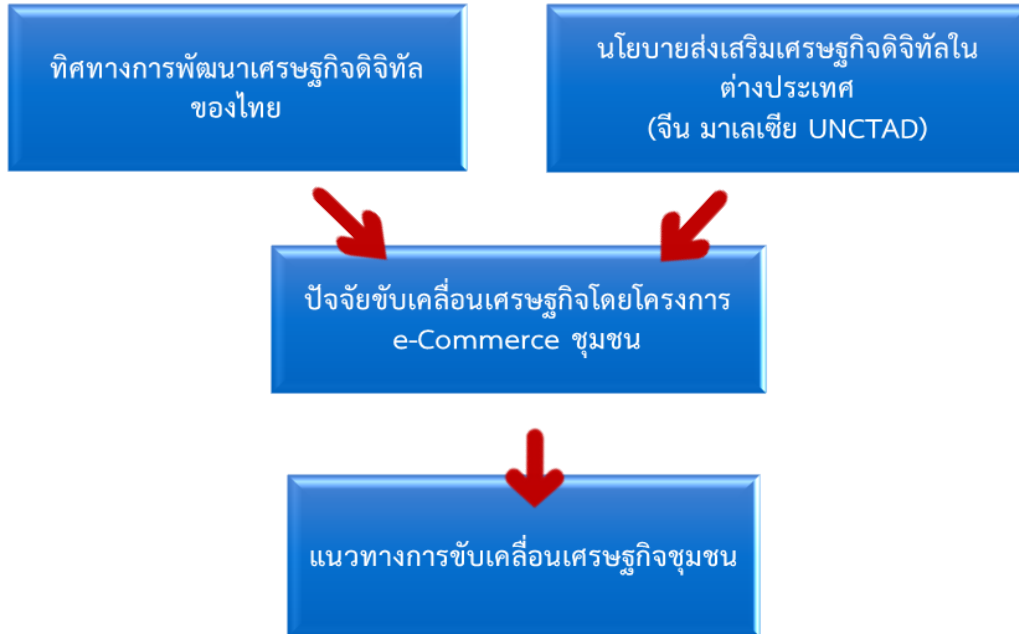 ทิศทางการพัฒนาเศรษฐกิจดิจิทัล
ของไทย
นโยบายส่งเสริมเศรษฐกิจดิจิทัลใน
ต่างประเทศ
(จีน มาเลเซีย UNCTAD)
ปัจจัยขับเคลื่อนเศรษฐกิจโดยโครงการ
e-Commerce ชุมชน
แนวทางการขับเคลื่อนเศรษฐกิจชุมชน